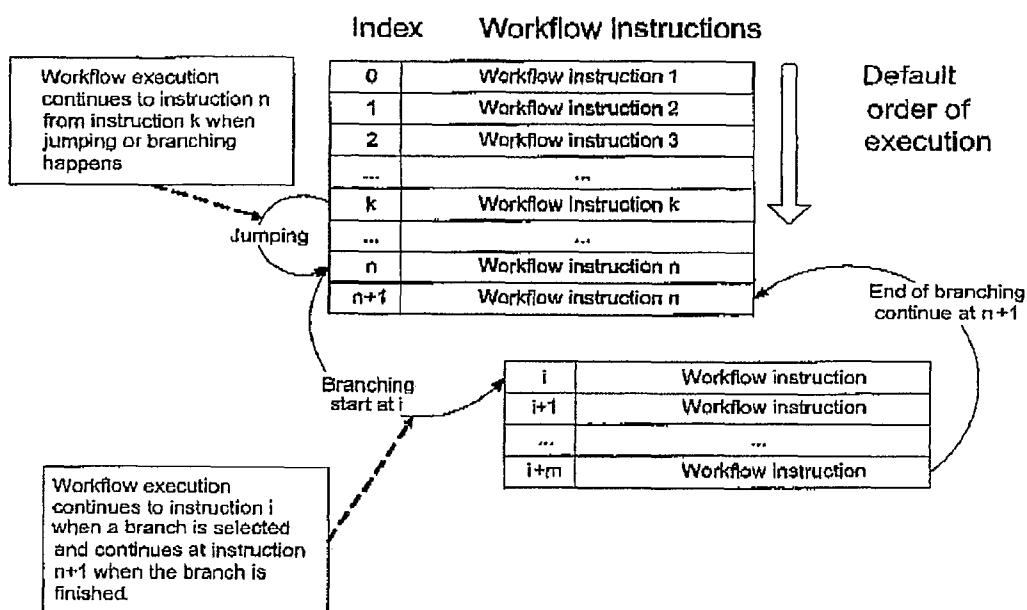 Index Workflow Instructions
Workflow execution
continues to instruction n
from instruction k when
jumping or branching
happens
0 Workflow instruction 1
1 Workflow instruction 2
2 Workflow instruction 3
... ...
k Workflow Instruction k
... ...
n Workflow instruction n
n+1 Workflow instruction n
Default
order of
execution
Jumping
End of branching
continue at n+1
Branching
start at i
i Workflow instruction
i+1 Workflow instruction
... ...
i+m Workflow Instruction
Workflow execution
continues to instruction i
when a branch is selected
and continues at instruction
n+1 when the branch is
finished.